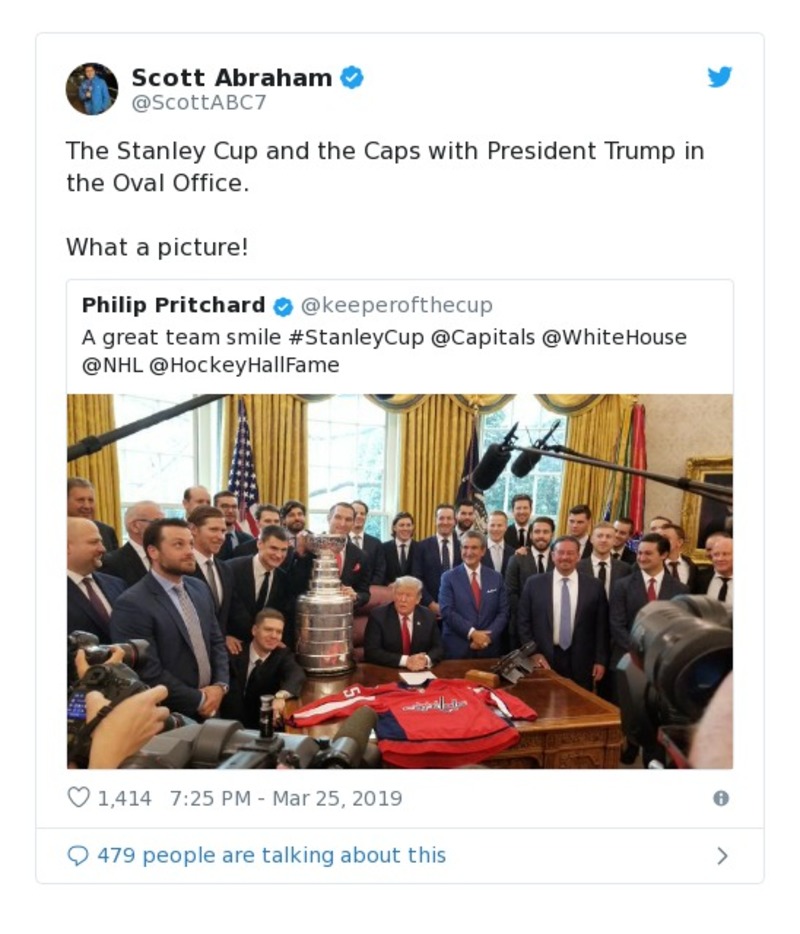 Scott Abraham
@ScottABC7
The Stanley Cup and the Caps with President Trump in
the Oval Office.
What a picture!
Philip Pritchard @keeperofthecup
A great team smile #StanleyCup @Capitals @WhiteHouse
@NHL @HockeyHallFame
capitals
1,414 7:25 PM - Mar 25, 2019
479 people are talking about this